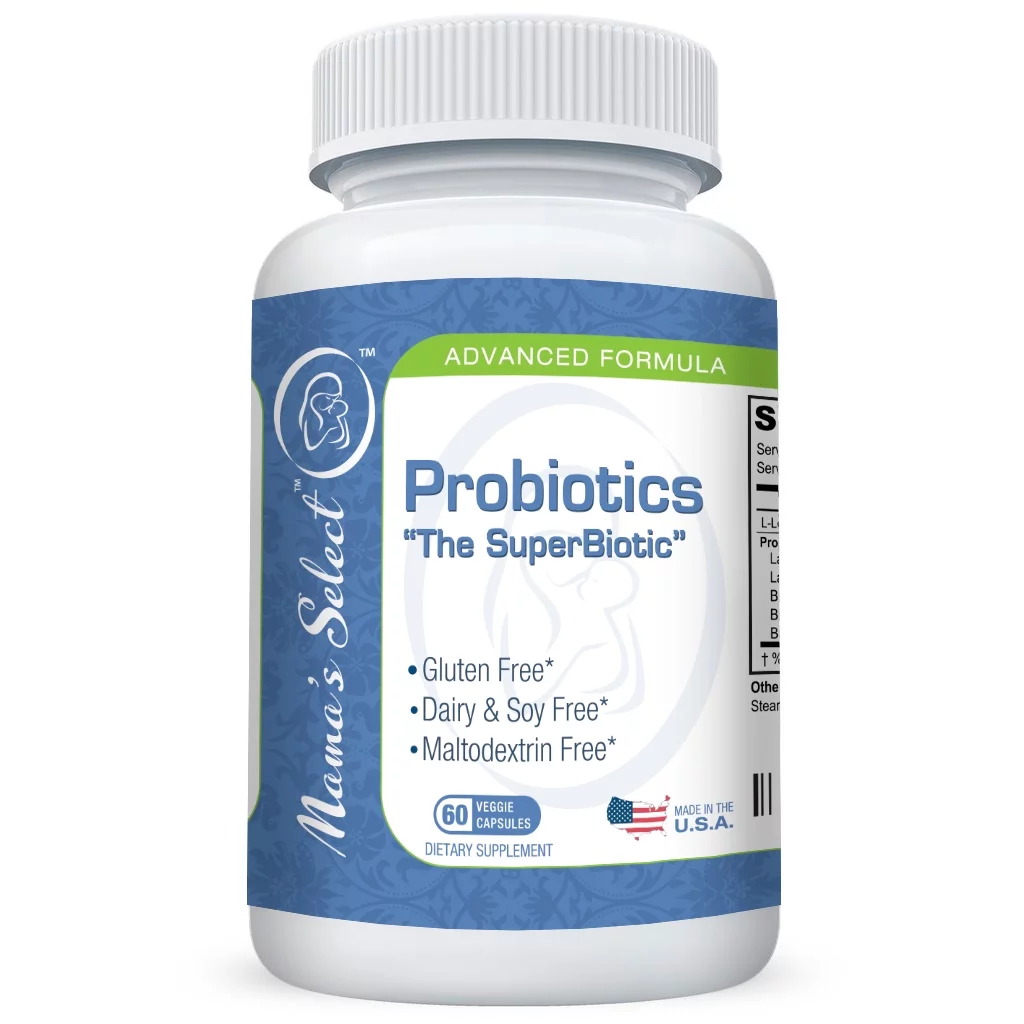 Mama's Select™
™
ADVANCED FORMULA
Probiotics
“The SuperBiotic”
•Gluten Free*
•Dairy & Soy Free*
•Maltodextrin Free*
60 VEGGIE
CAPSULES
DIETARY SUPPLEMENT
MADE IN THE
U.S.A.